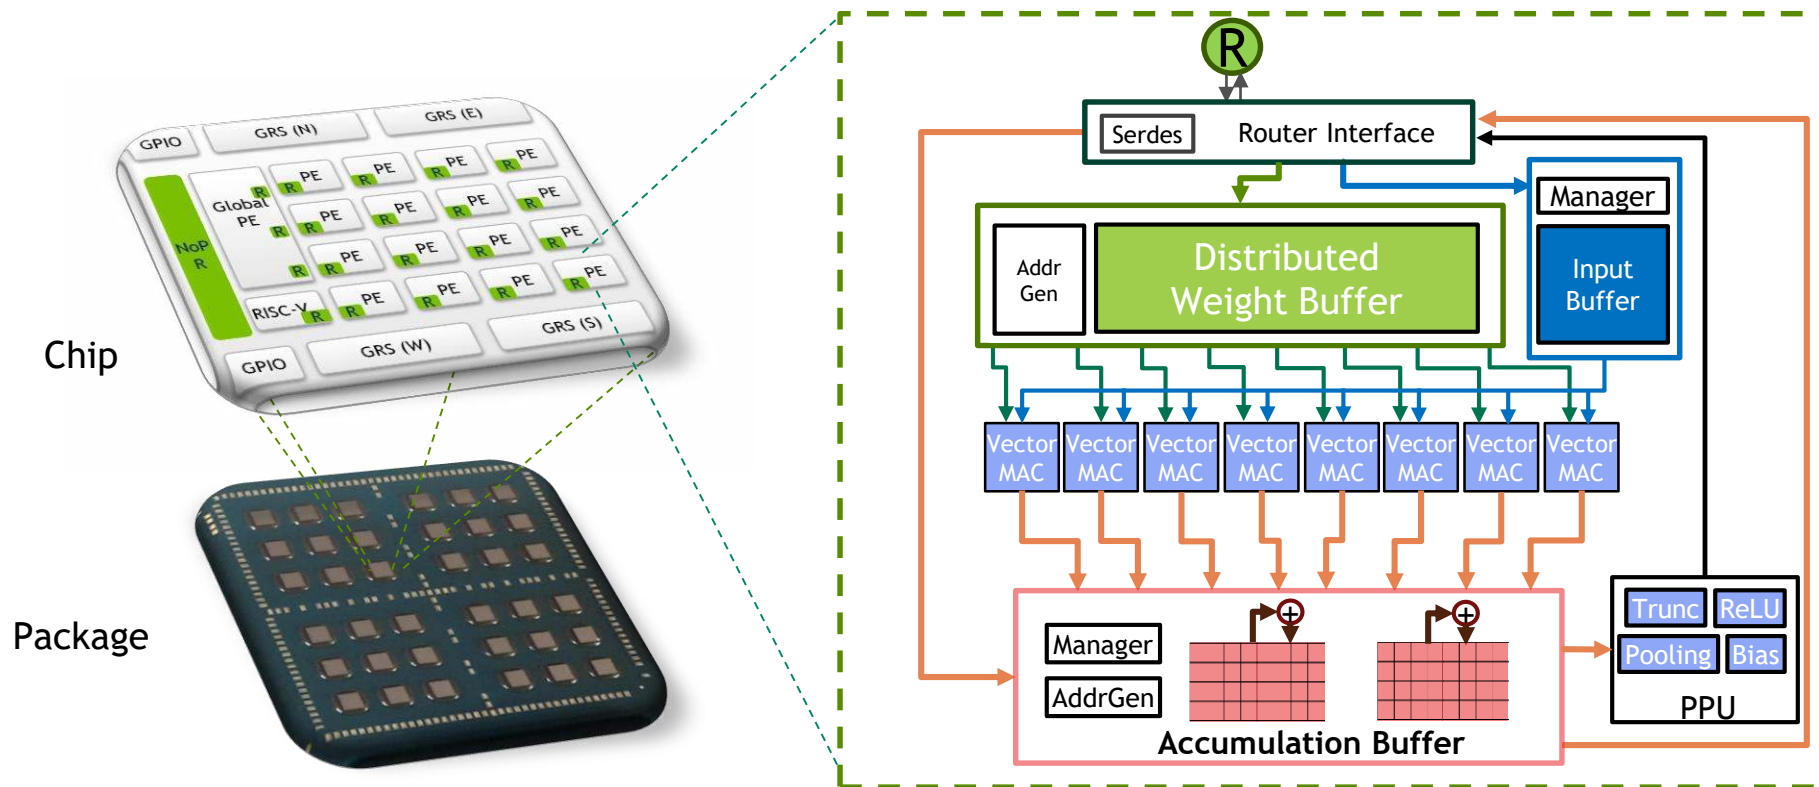 GPIO
GRS (N)
GRS (E)
NoP
R
Global
PE
R
R
R
R PE
R PE
R PE
R PE
R PE
R PE
R PE
R PE
R PE
R PE
R PE
R PE
RISC-V
R
R PE
R PE
R PE
R PE
GPIO
GRS (W)
GRS (S)
Chip
Package
R
Serdes
Router Interface
Addr
Gen
Distributed
Weight Buffer
Manager
Input
Buffer
Vector
MAC
Vector
MAC
Vector
MAC
Vector
MAC
Vector
MAC
Vector
MAC
Vector
MAC
Vector
MAC
Manager
AddrGen
+
+
Accumulation Buffer
Trunc
ReLU
Pooling
Bias
PPU